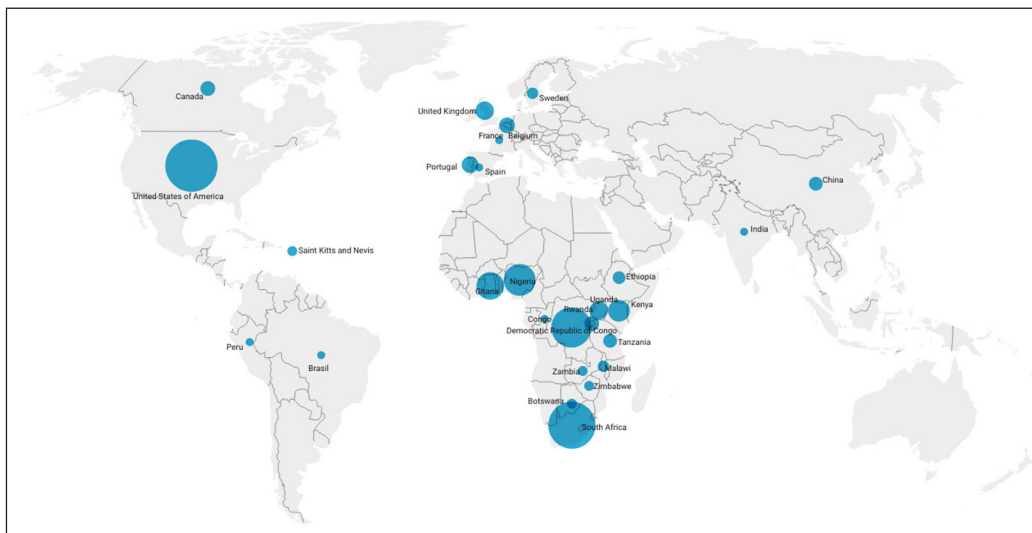 Canada
Sweden
United Kingdom
France
Belgium
Portugal
Spain
China
United States of America
India
Saint Kitts and Nevis
Ethiopia
Nigeria
Ghana
Uganda
Kenya
Rwanda
Congo
Democratic Republic of Congo
Tanzania
Peru
Brasil
Malawi
Zambia
Zimbabwe
Botswana
South Africa